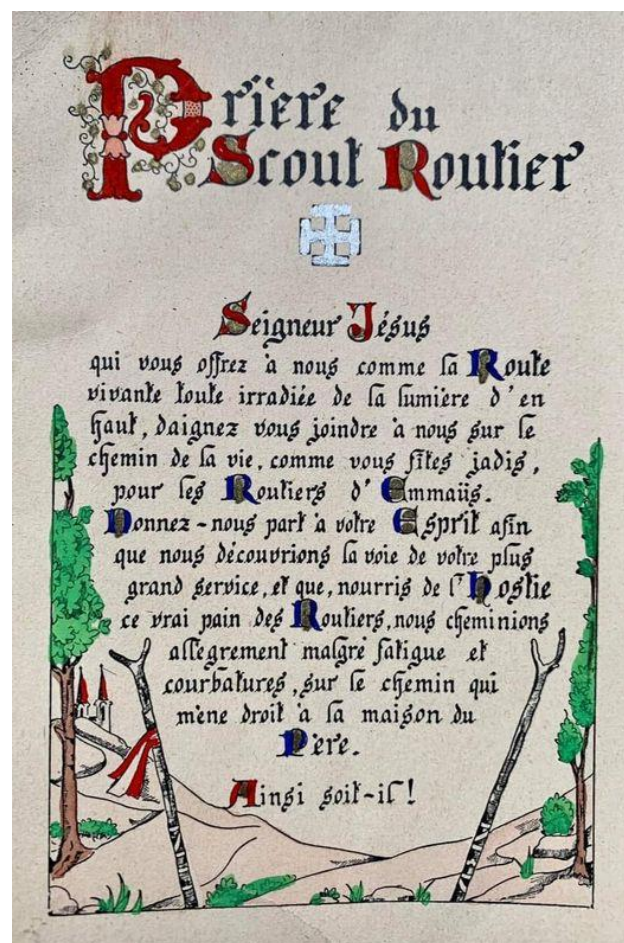 Prière du
Scout Routier
Seigneur Jésus
qui vous offrez à nous comme la Route
vivante toute irradiée de la lumière d'en
haut, daignez vous joindre à nous sur le
chemin de la vie, comme vous fîtes jadis,
pour les Routiers d'Emmaüs.
Donnez-nous part à votre Esprit afin
que nous découvrions la voie de votre plus
grand service, et que, nourris de l'Hostie
ce vrai pain des Routiers, nous cheminions
allègrement malgré fatigue et
courbatures, sur le chemin qui
mène droit à la maison du
Père.
Ainsi soit-il!